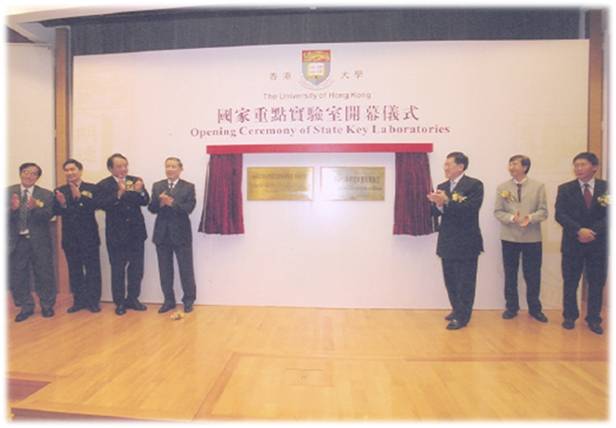 香港 大學
The University of Hong Kong
國家重點實驗室開幕儀式
Opening Ceremony of State Key Laboratories